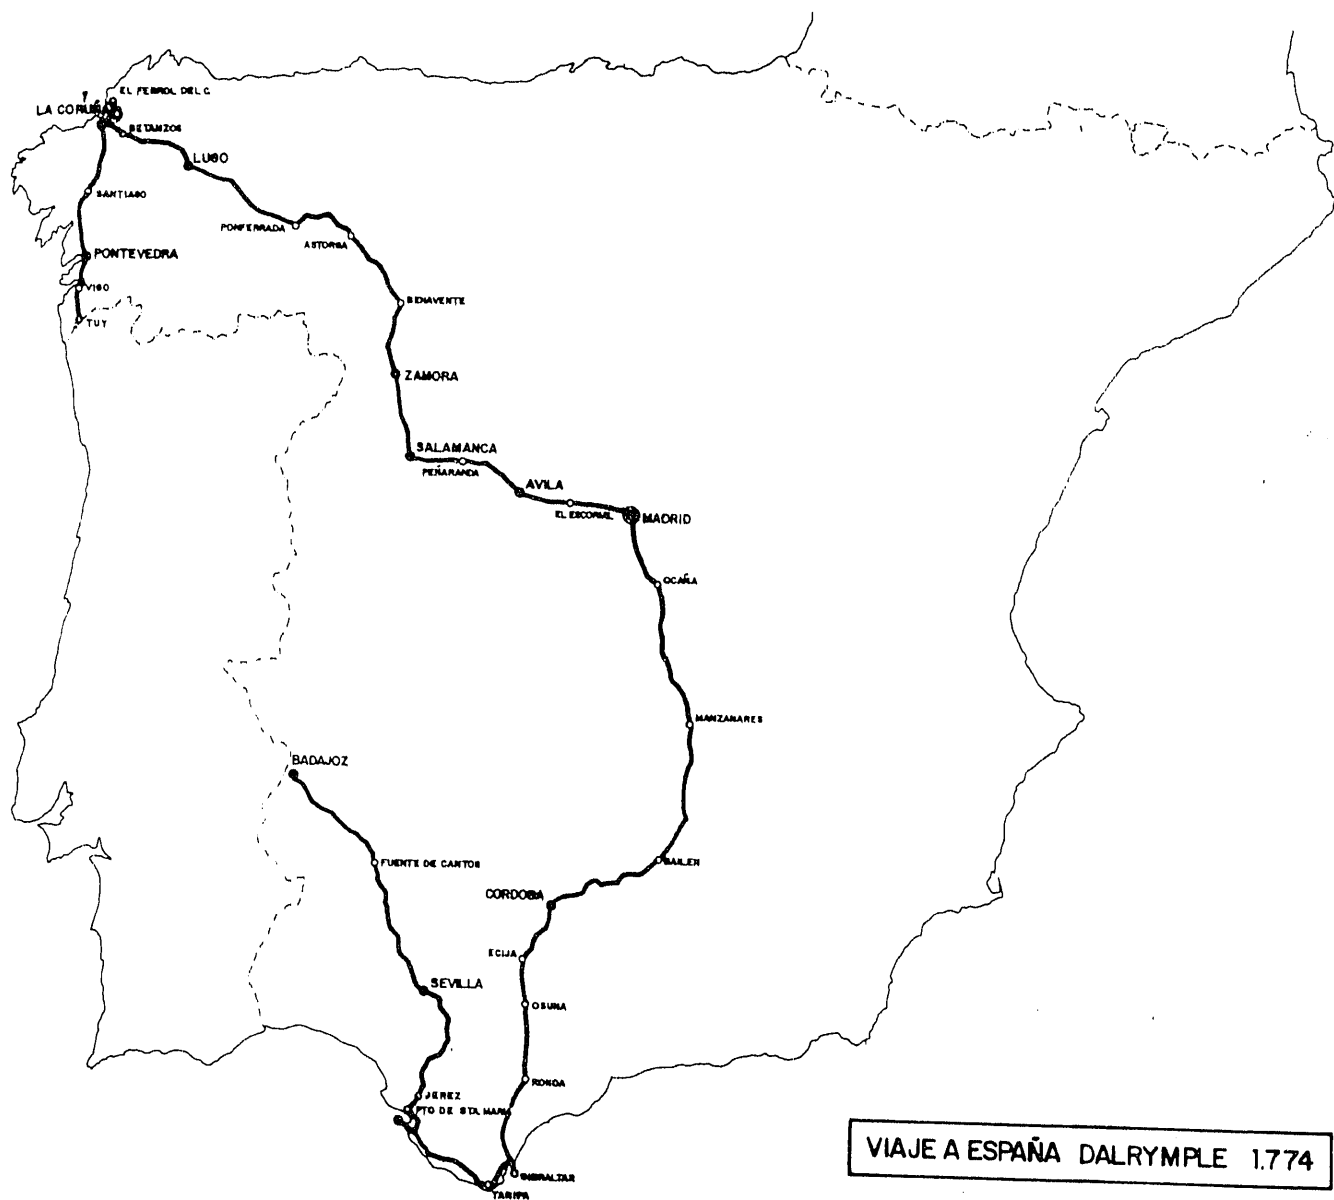 EL FERROL DEL C.
LA CORUÑA
BETANZOS
LUGO
SANTIAGO
PONFERRADA
ASTORGA
PONTEVEDRA
VIGO
BENAVENTE
TUY
ZAMORA
SALAMANCA
PEÑARANDA
AVILA
EL ESCORIAL
MADRID
OCAÑA
MANZANARES
BADAJOZ
FUENTE DE CANTOS
BAILEN
CORDOBA
ECIJA
SEVILLA
OSUNA
RONDA
JEREZ
PTO DE STA. MARIA
GIBRALTAR
TARIFA
VIAJE A ESPAÑA DALRYMPLE 1.774